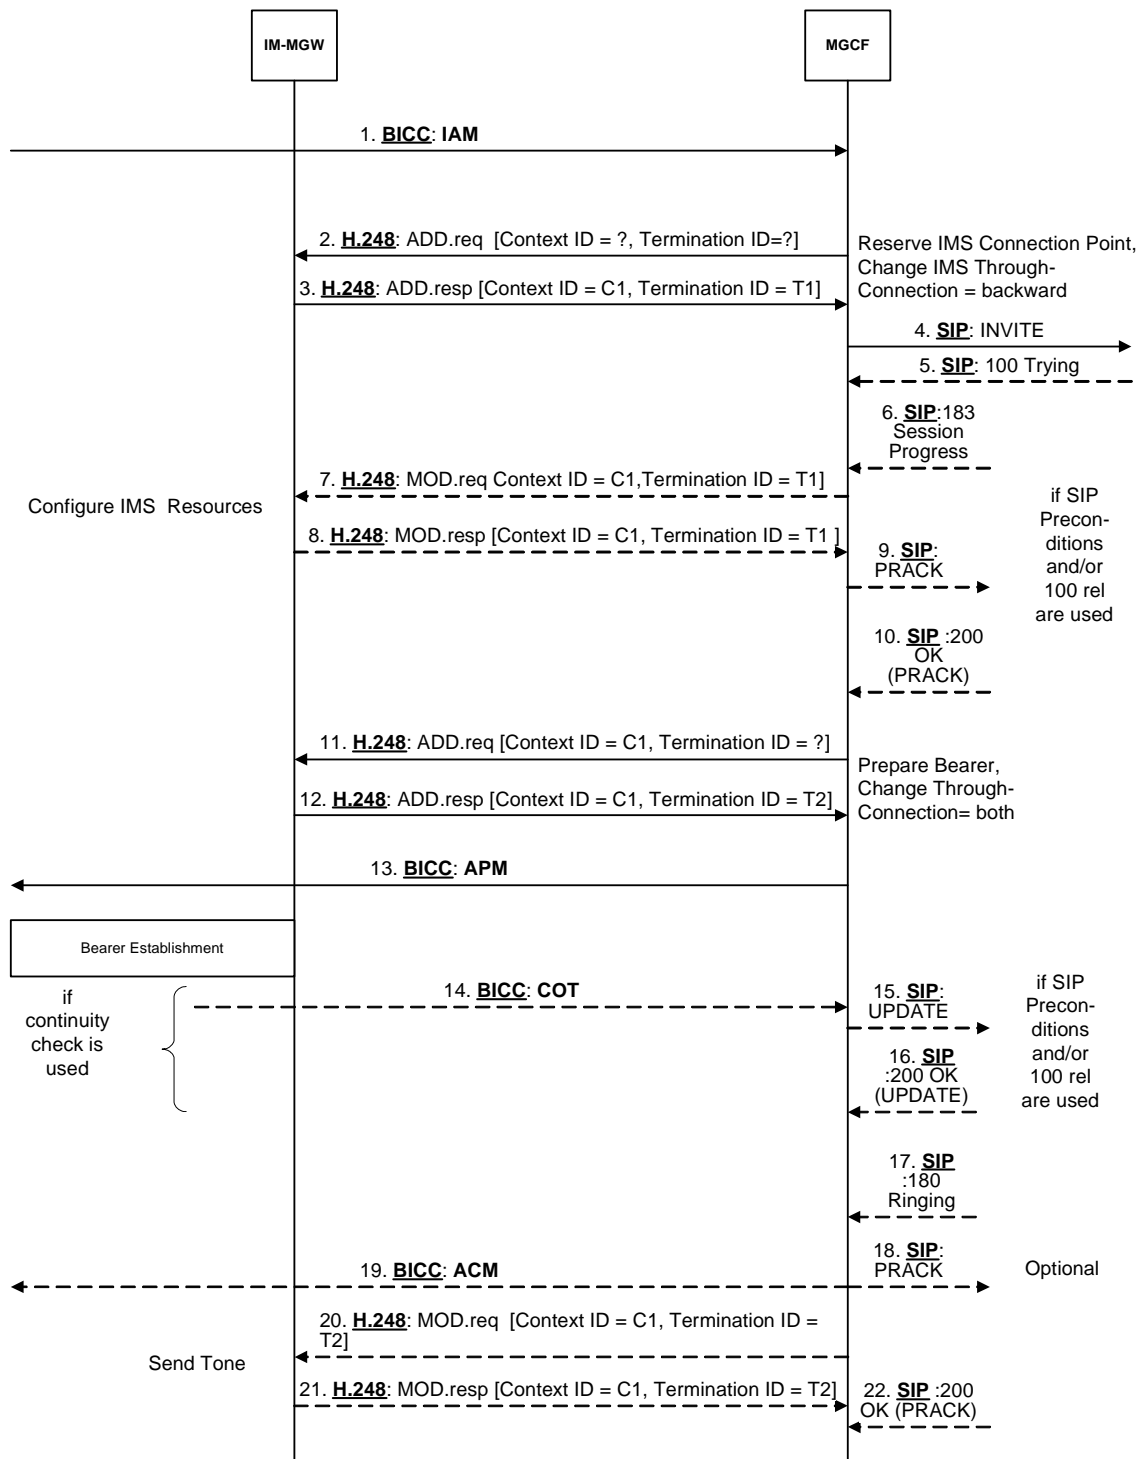 IM-MGW
MGCF
1. BICC: IAM
2. H.248: ADD.req [Context ID = ?, Termination ID=?]
Reserve IMS Connection Point,
Change IMS Through-
Connection = backward
3. H.248: ADD.resp [Context ID = C1, Termination ID = T1]
4. SIP: INVITE
5. SIP: 100 Trying
6. SIP:183
Session
Progress
7. H.248: MOD.req Context ID = C1,Termination ID = T1]
Configure IMS Resources
8. H.248: MOD.resp [Context ID = C1, Termination ID = T1 ]
if SIP
Precon-
ditions
and/or
100 rel
are used
9. SIP:
PRACK
10. SIP :200
OK
(PRACK)
11. H.248: ADD.req [Context ID = C1, Termination ID = ?]
Prepare Bearer,
Change Through-
Connection= both
12. H.248: ADD.resp [Context ID = C1, Termination ID = T2]
13. BICC: APM
Bearer Establishment
if
continuity
check is
used
14. BICC: COT
15. SIP:
UPDATE
if SIP
Precon-
ditions
and/or
100 rel
are used
16. SIP
:200 OK
(UPDATE)
17. SIP
:180
Ringing
18. SIP:
PRACK
Optional
19. BICC: ACM
20. H.248: MOD.req [Context ID = C1, Termination ID =
T2]
Send Tone
21. H.248: MOD.resp [Context ID = C1, Termination ID = T2]
22. SIP :200
OK (PRACK)